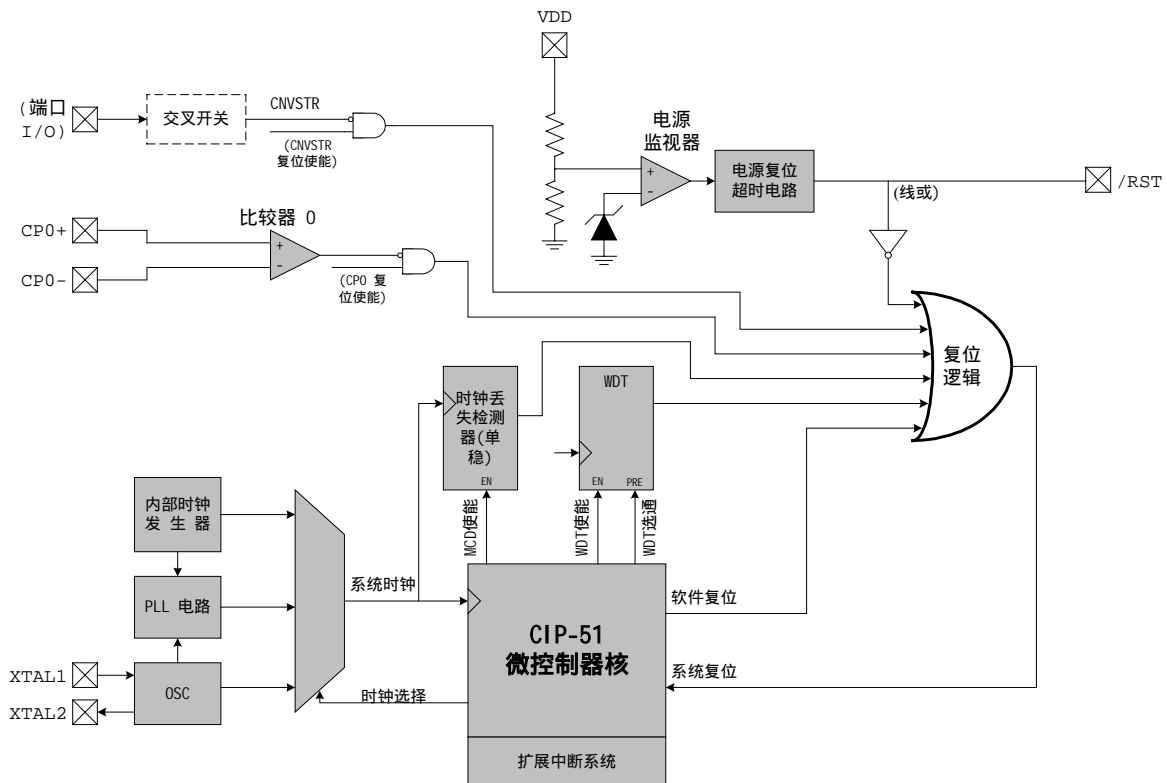 VDD
(端口
I/O)
交叉开关
CNVSTR
(CNVSTR
复位使能)
电源
监视器
+
-
电源复位
超时电路
(线或)
/RST
CP0+
CP0-
比较器 0
+
-
(CPO 复
位使能)
复位
逻辑
时钟丢
失检测
器(单
稳)
EN
WDT
EN
PRE
MCD使能
WDT使能
WDT选通
内部时钟
发 生 器
PLL 电路
XTAL1
XTAL2
OSC
系统时钟
时钟选择
CIP-51
微控制器核
软件复位
系统复位
扩展中断系统